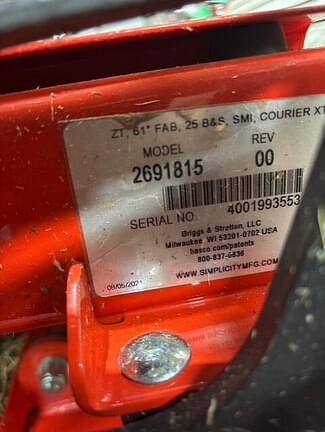 ZT, 61" FAB, 25 B&S, SMI, COURIER XT
MODEL REV
2691815 00
SERIAL NO. 4001993553
Briggs & Stratton, LLC
Milwaukee WI 53201-0702 USA
basco.com/patents
800-837-6836
WWW.SIMPLICITYMFG.COM
08/05/2021